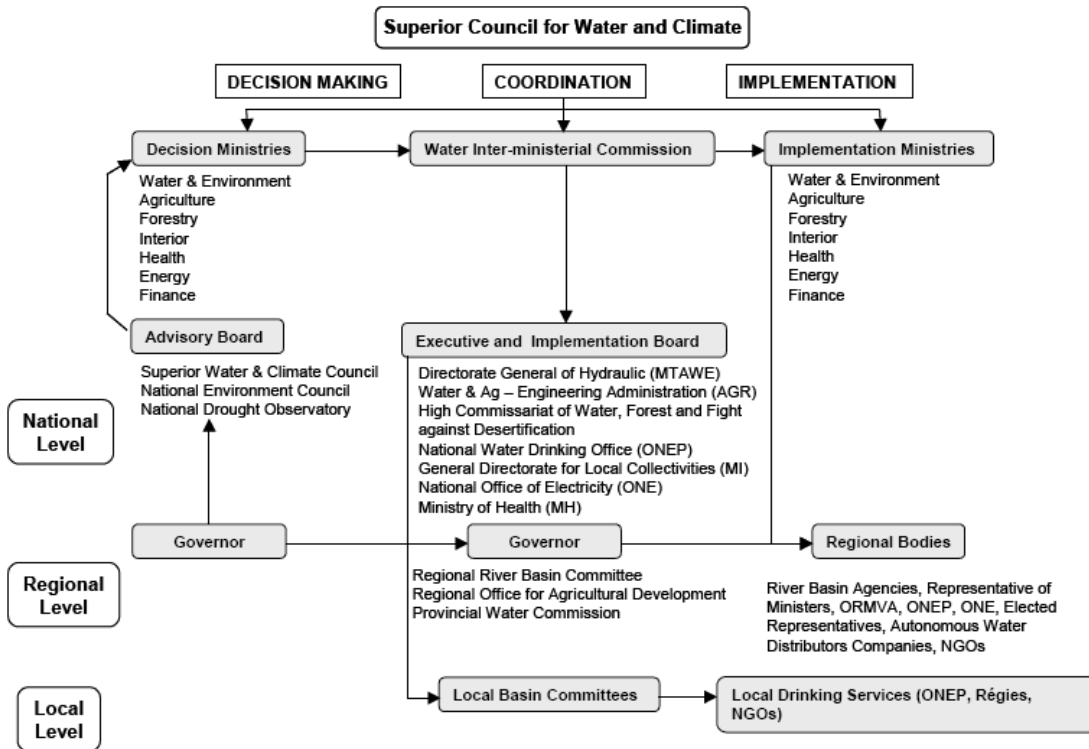 Superior Council for Water and Climate
DECISION MAKING
COORDINATION
IMPLEMENTATION
Decision Ministries
Water Inter-ministerial Commission
Implementation Ministries
Water & Environment
Agriculture
Forestry
Interior
Health
Energy
Finance
Water & Environment
Agriculture
Forestry
Interior
Health
Energy
Finance
Advisory Board
Superior Water & Climate Council
National Environment Council
National Drought Observatory
Executive and Implementation Board
Directorate General of Hydraulic (MTAWE)
Water & Ag – Engineering Administration (AGR)
High Commissariat of Water, Forest and Fight
against Desertification
National Water Drinking Office (ONEP)
General Directorate for Local Collectivities (MI)
National Office of Electricity (ONE)
Ministry of Health (MH)
National
Level
Governor
Governor
Regional Bodies
Regional
Level
Regional River Basin Committee
Regional Office for Agricultural Development
Provincial Water Commission
River Basin Agencies, Representative of
Ministers, ORMVA, ONEP, ONE, Elected
Representatives, Autonomous Water
Distributors Companies, NGOs
Local
Level
Local Basin Committees
Local Drinking Services (ONEP, Régies,
NGOs)